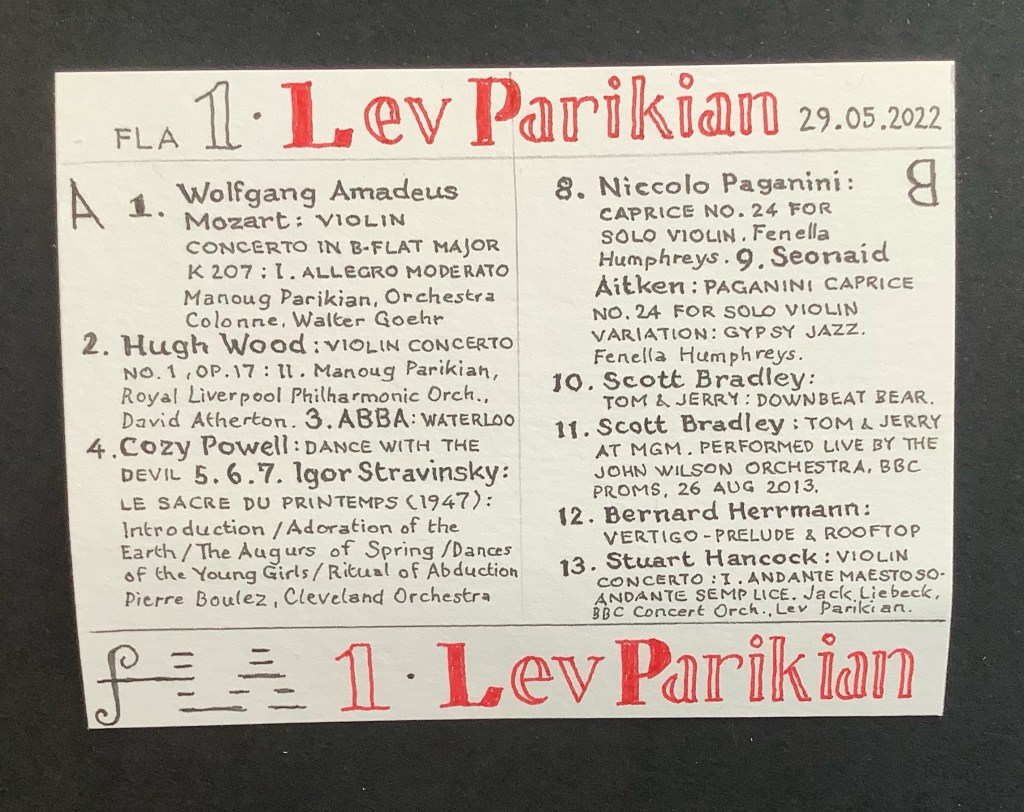 FLA 1 · Lev Parikian 29.05.2022
A
1. Wolfgang Amadeus
Mozart: VIOLIN
CONCERTO IN B-FLAT MAJOR
K 207 : I. ALLEGRO MODERATO
Manoug Parikian, Orchestra
Colonne, Walter Goehr
2. Hugh Wood: VIOLIN CONCERTO
NO. 1, OP. 17 : II. Manoug Parikian,
Royal Liverpool Philharmonic Orch.,
David Atherton. 3. ABBA: WATERLOO
4. Cozy Powell: DANCE WITH THE
DEVIL 5. 6. 7. Igor Stravinsky:
LE SACRE DU PRINTEMPS (1947):
Introduction / Adoration of the
Earth / The Augurs of Spring / Dances
of the Young Girls / Ritual of Abduction
Pierre Boulez, Cleveland Orchestra
B
8. Niccolo Paganini:
CAPRICE NO. 24 FOR
SOLO VIOLIN. Fenella
Humphreys. 9. Seonaid
Aitken: PAGANINI CAPRICE
NO. 24 FOR SOLO VIOLIN
VARIATION: GYPSY JAZZ.
Fenella Humphreys.
10. Scott Bradley:
TOM & JERRY: DOWNBEAT BEAR.
11. Scott Bradley: TOM & JERRY
AT MGM. PERFORMED LIVE BY THE
JOHN WILSON ORCHESTRA, BBC
PROMS, 26 AUG 2013.
12. Bernard Herrmann:
VERTIGO - PRELUDE & ROOFTOP
13. Stuart Hancock: VIOLIN
CONCERTO: I. ANDANTE MAESTOSO-
ANDANTE SEMPLICE. Jack Liebeck,
BBC Concert Orch., Lev Parikian.
fLA 1 · Lev Parikian